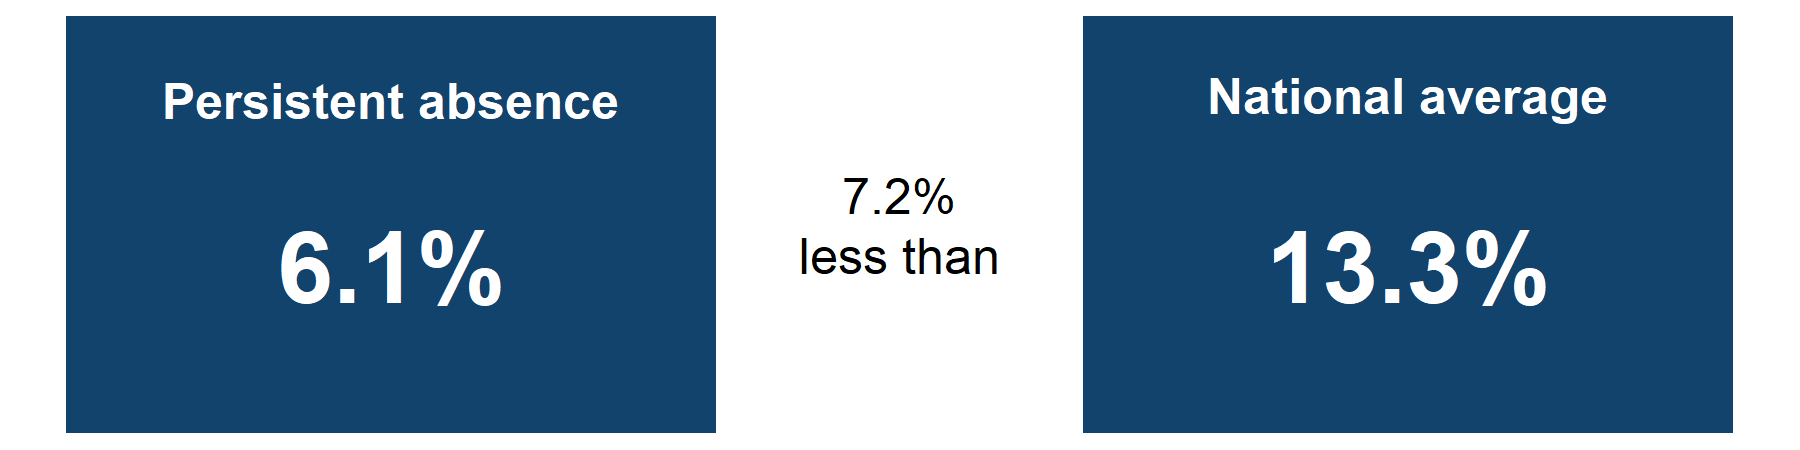 Persistent absence
6.1%
7.2%
less than
National average
13.3%